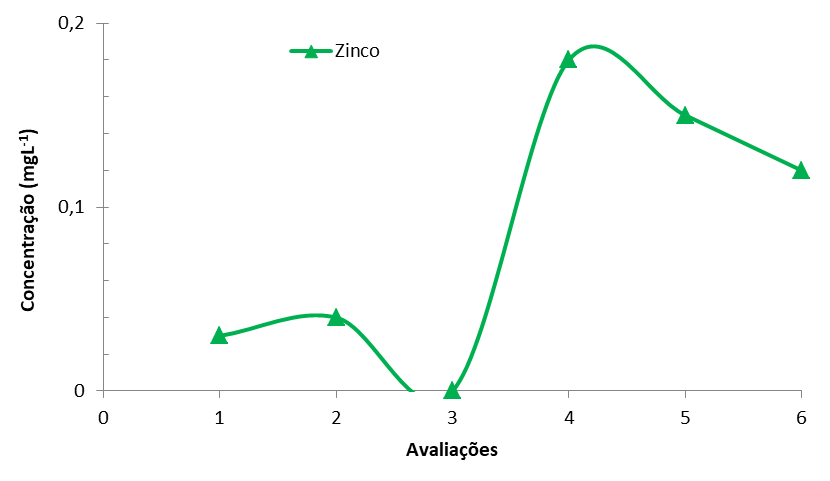 0,2
Zinco
0,1
0
Concentração (mgL⁻¹)
0 1 2 3 4 5 6
Avaliações